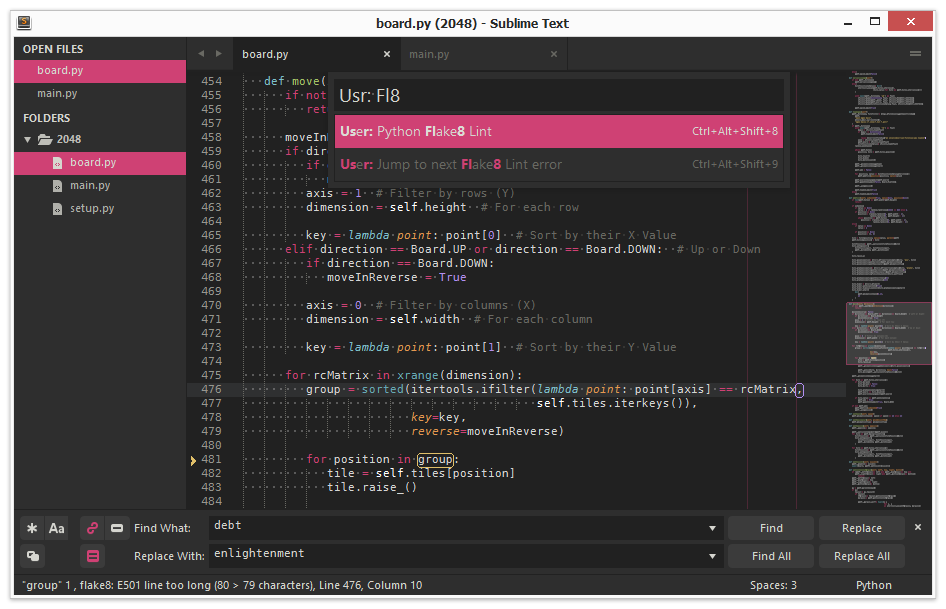 board.py (2048) - Sublime Text
OPEN FILES
board.py
main.py
FOLDERS
2048
board.py
main.py
setup.py
board.py
main.py
Usr: Fl8
User: Python Flake8 Lint Ctrl+Alt+Shift+8
User: Jump to next Flake8 Lint error Ctrl+Alt+Shift+9
454 def move(
455 if not
456 ret
457
458 moveInR
459 if dir
460 if
461
462 axis = 1 # Filter by rows (Y)
463 dimension = self.height # For each row
464
465 key = lambda point: point[0] # Sort by their X Value
466 elif direction == Board.UP or direction == Board.DOWN: # Up or Down
467 if direction == Board.DOWN:
468 moveInReverse = True
469
470 axis = 0 # Filter by columns (X)
471 dimension = self.width # For each column
472
473 key = lambda point: point[1] # Sort by their Y Value
474
475 for rcMatrix in xrange(dimension):
476 group = sorted(itertools.ifilter(lambda point: point[axis] == rcMatrix,
477 self.tiles.iterkeys()),
478 key=key,
479 reverse=moveInReverse)
480
481 for position in group:
482 tile = self.tiles[position]
483 tile.raise_()
484
Aa Find What: debt Find Replace
Replace With: enlightenment Find All Replace All
"group" 1 , flake8: E501 line too long (80 > 79 characters), Line 476, Column 10 Spaces: 3 Python